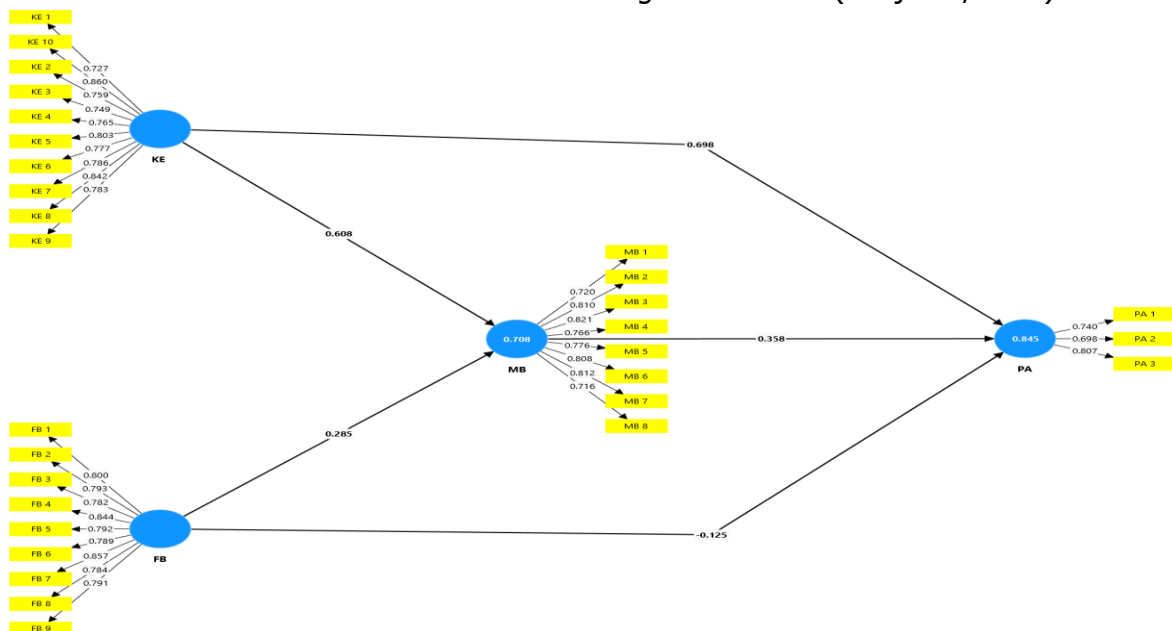 KE 1
KE 10
KE 2
KE 3
KE 4
KE 5
KE 6
KE 7
KE 8
KE 9
0.727
0.860
0.759
0.749
0.765
0.803
0.777
0.786
0.842
0.783
KE
0.698
0.608
MB 1
MB 2
MB 3
MB 4
MB 5
MB 6
MB 7
MB 8
0.720
0.810
0.821
0.766
0.776
0.808
0.812
0.716
0.708
MB
0.358
0.845
PA
0.740
0.698
0.807
PA 1
PA 2
PA 3
0.285
FB 1
FB 2
FB 3
FB 4
FB 5
FB 6
FB 7
FB 8
FB 9
0.800
0.793
0.782
0.844
0.792
0.789
0.857
0.784
0.791
FB
-0.125